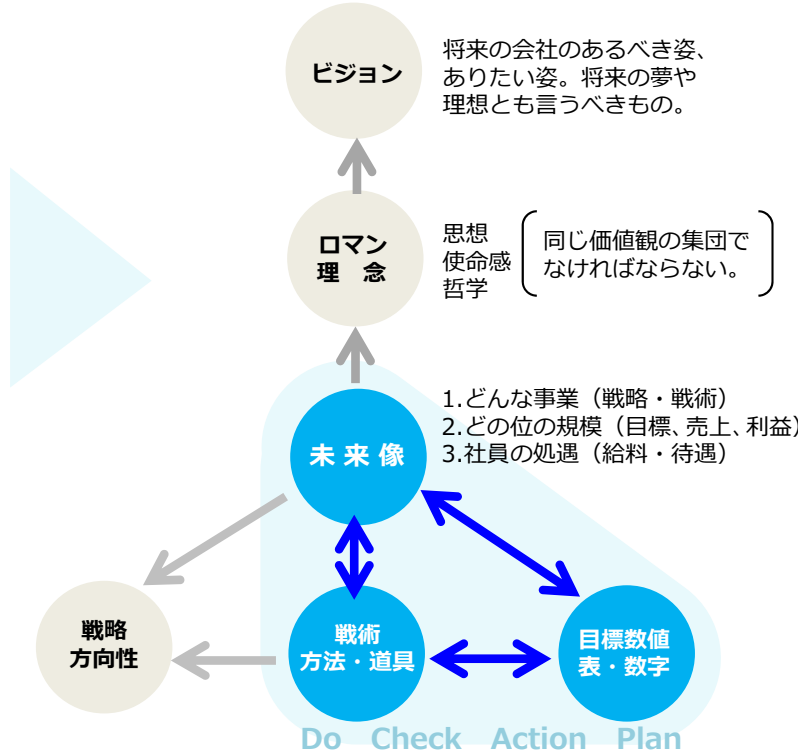 ビジョン
将来の会社のあるべき姿、
ありたい姿。将来の夢や
理想とも言うべきもの。
ロマン
理　念
思想
使命感
哲学
同じ価値観の集団で
なければならない。
未 来 像
1.どんな事業（戦略・戦術）
2.どの位の規模（目標、売上、利益）
3.社員の処遇（給料・待遇）
戦略
方向性
戦術
方法・道具
目標数値
表・数字
Do　Check　Action　Plan